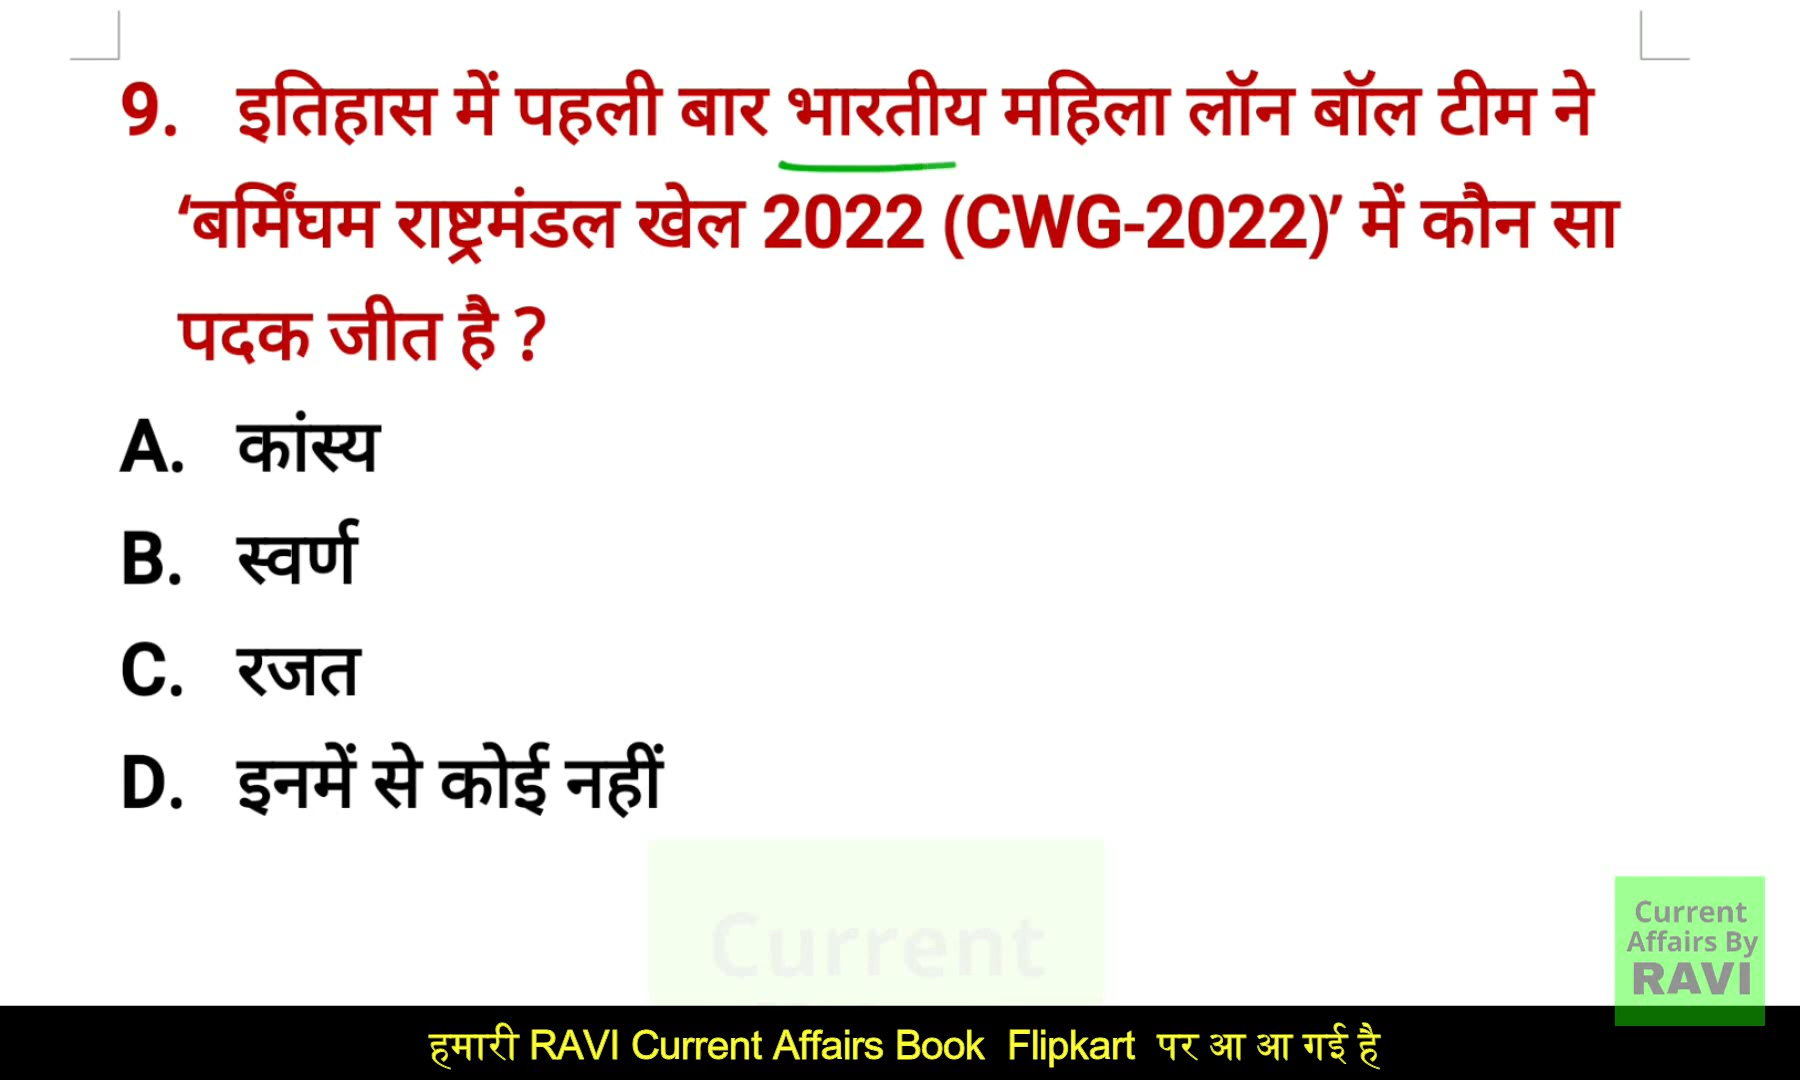 9. इतिहास में पहली बार भारतीय महिला लॉन बॉल टीम ने
‘बर्मिंघम राष्ट्रमंडल खेल 2022 (CWG-2022)’ में कौन सा
पदक जीत है ?
A. कांस्य
B. स्वर्ण
C. रजत
D. इनमें से कोई नहीं
Current
Current
Affairs By
RAVI
हमारी RAVI Current Affairs Book Flipkart पर आ आ गई है